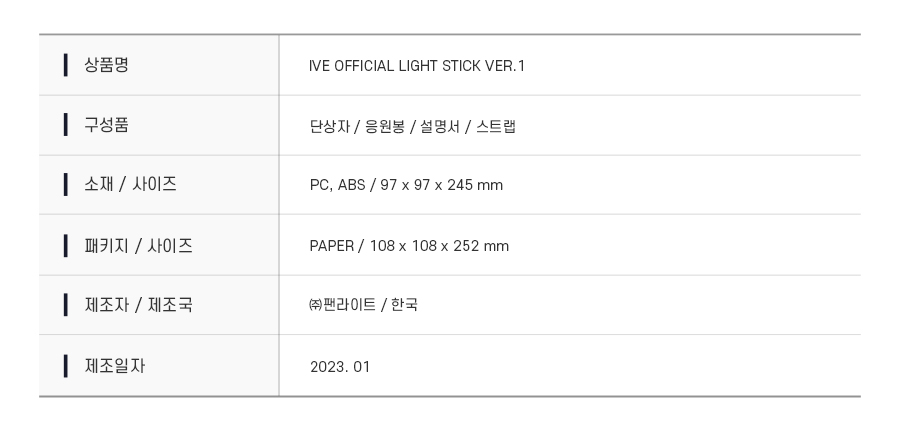 상품명 IVE OFFICIAL LIGHT STICK VER.1
구성품 단상자 / 응원봉 / 설명서 / 스트랩
소재 / 사이즈 PC, ABS / 97 x 97 x 245 mm
패키지 / 사이즈 PAPER / 108 x 108 x 252 mm
제조자 / 제조국 ㈜팬라이트 / 한국
제조일자 2023. 01